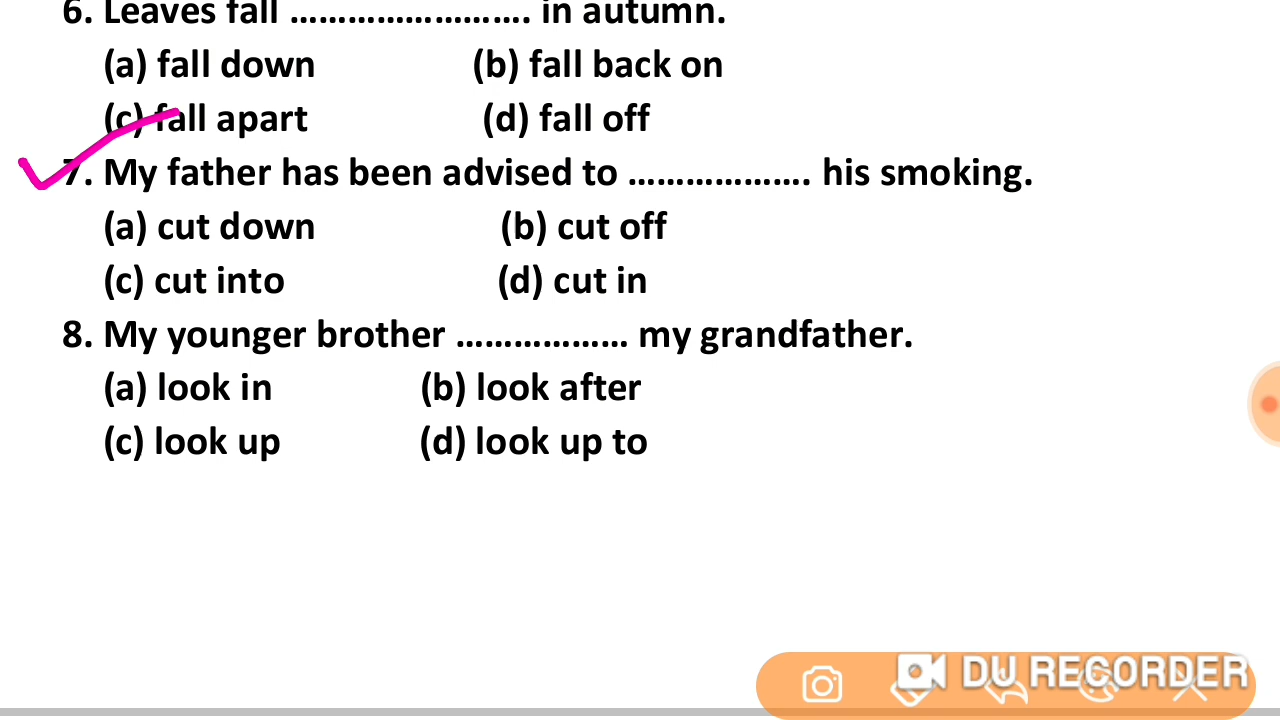 6. Leaves fall ………………………. in autumn.
(a) fall down (b) fall back on
(c) fall apart (d) fall off
7. My father has been advised to ………………. his smoking.
(a) cut down (b) cut off
(c) cut into (d) cut in
8. My younger brother ……………… my grandfather.
(a) look in (b) look after
(c) look up (d) look up to
DU RECORDER